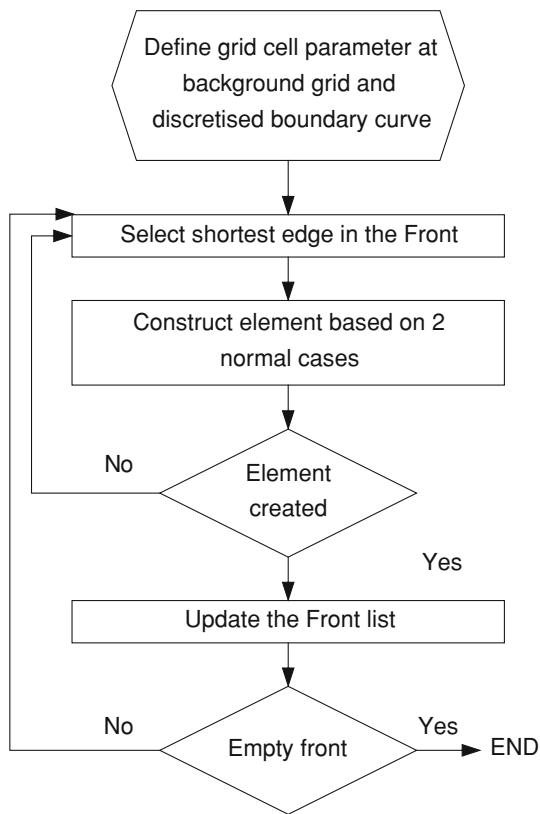 Define grid cell parameter at
background grid and
discretised boundary curve
Select shortest edge in the Front
Construct element based on 2
normal cases
No
Element
created
Yes
Update the Front list
No
Empty front
Yes
END